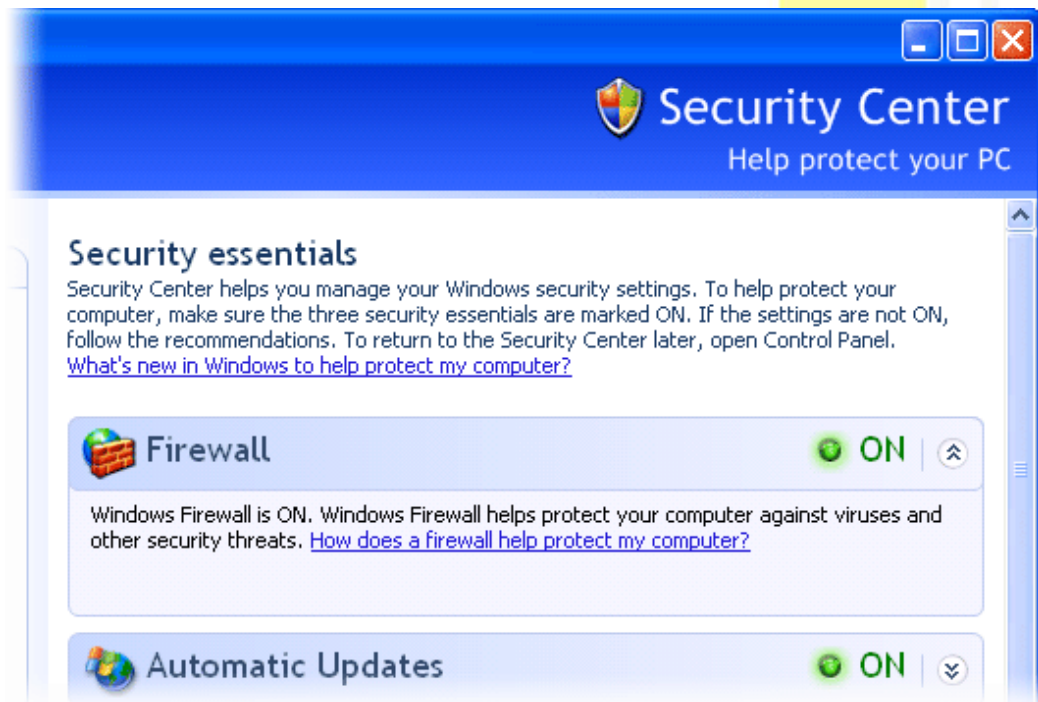 Security Center
Help protect your PC
Security essentials
Security Center helps you manage your Windows security settings. To help protect your
computer, make sure the three security essentials are marked ON. If the settings are not ON,
follow the recommendations. To return to the Security Center later, open Control Panel.
What's new in Windows to help protect my computer?
Firewall ON
Windows Firewall is ON. Windows Firewall helps protect your computer against viruses and
other security threats. How does a firewall help protect my computer?
Automatic Updates ON